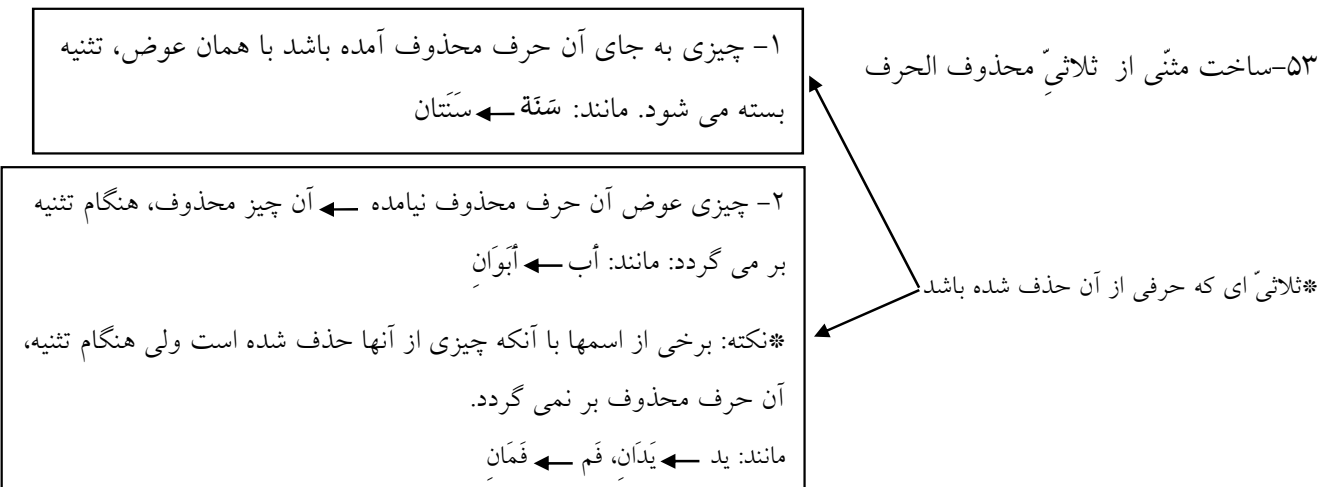 ۵۳-ساخت مثنّی از ثلاثیِّ محذوف الحرف
*ثلاثیّ ای که حرفی از آن حذف شده باشد
۱- چیزی به جای آن حرف محذوف آمده باشد با همان عوض، تثنیه
بسته می شود. مانند: سَنَة ← سَنَتان
۲- چیزی عوض آن حرف محذوف نیامده ← آن چیز محذوف، هنگام تثنیه
بر می گردد: مانند: أب ← أبَوَانِ
*نکته: برخی از اسمها با آنکه چیزی از آنها حذف شده است ولی هنگام تثنیه،
آن حرف محذوف بر نمی گردد.
مانند: ید ← یَدَانِ، فَم ← فَمَانِ